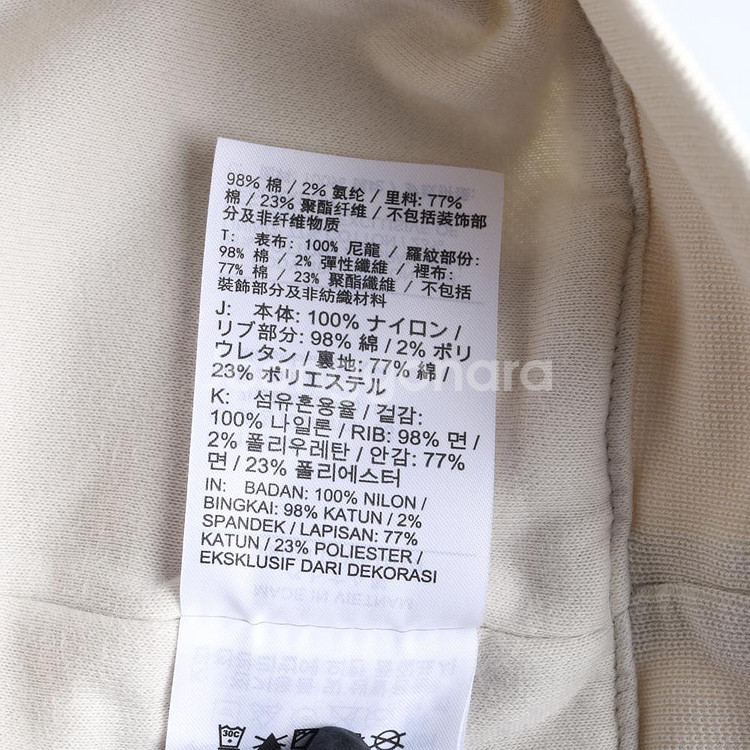 98% 棉 / 2% 氨纶 / 里料: 77%
棉 / 23% 聚酯纤维 / 不包括装饰部
分及非纤维物质
T: 表布: 100% 尼龍 / 羅紋部份:
98% 棉 / 2% 彈性纖維 / 裡布:
77% 棉 / 23% 聚酯纖維 / 不包括
裝飾部分及非紡織材料
J: 本体: 100% ナイロン /
リブ部分: 98% 綿 / 2% ポリ
ウレタン / 裏地: 77% 綿 /
23% ポリエステル
K: 섬유혼용율 / 겉감:
100% 나일론 / RIB: 98% 면 /
2% 폴리우레탄 / 안감: 77%
면 / 23% 폴리에스터
IN: BADAN: 100% NILON /
BINGKAI: 98% KATUN / 2%
SPANDEK / LAPISAN: 77%
KATUN / 23% POLIESTER /
EKSKLUSIF DARI DEKORASI
MADE IN VIETNAM
30C